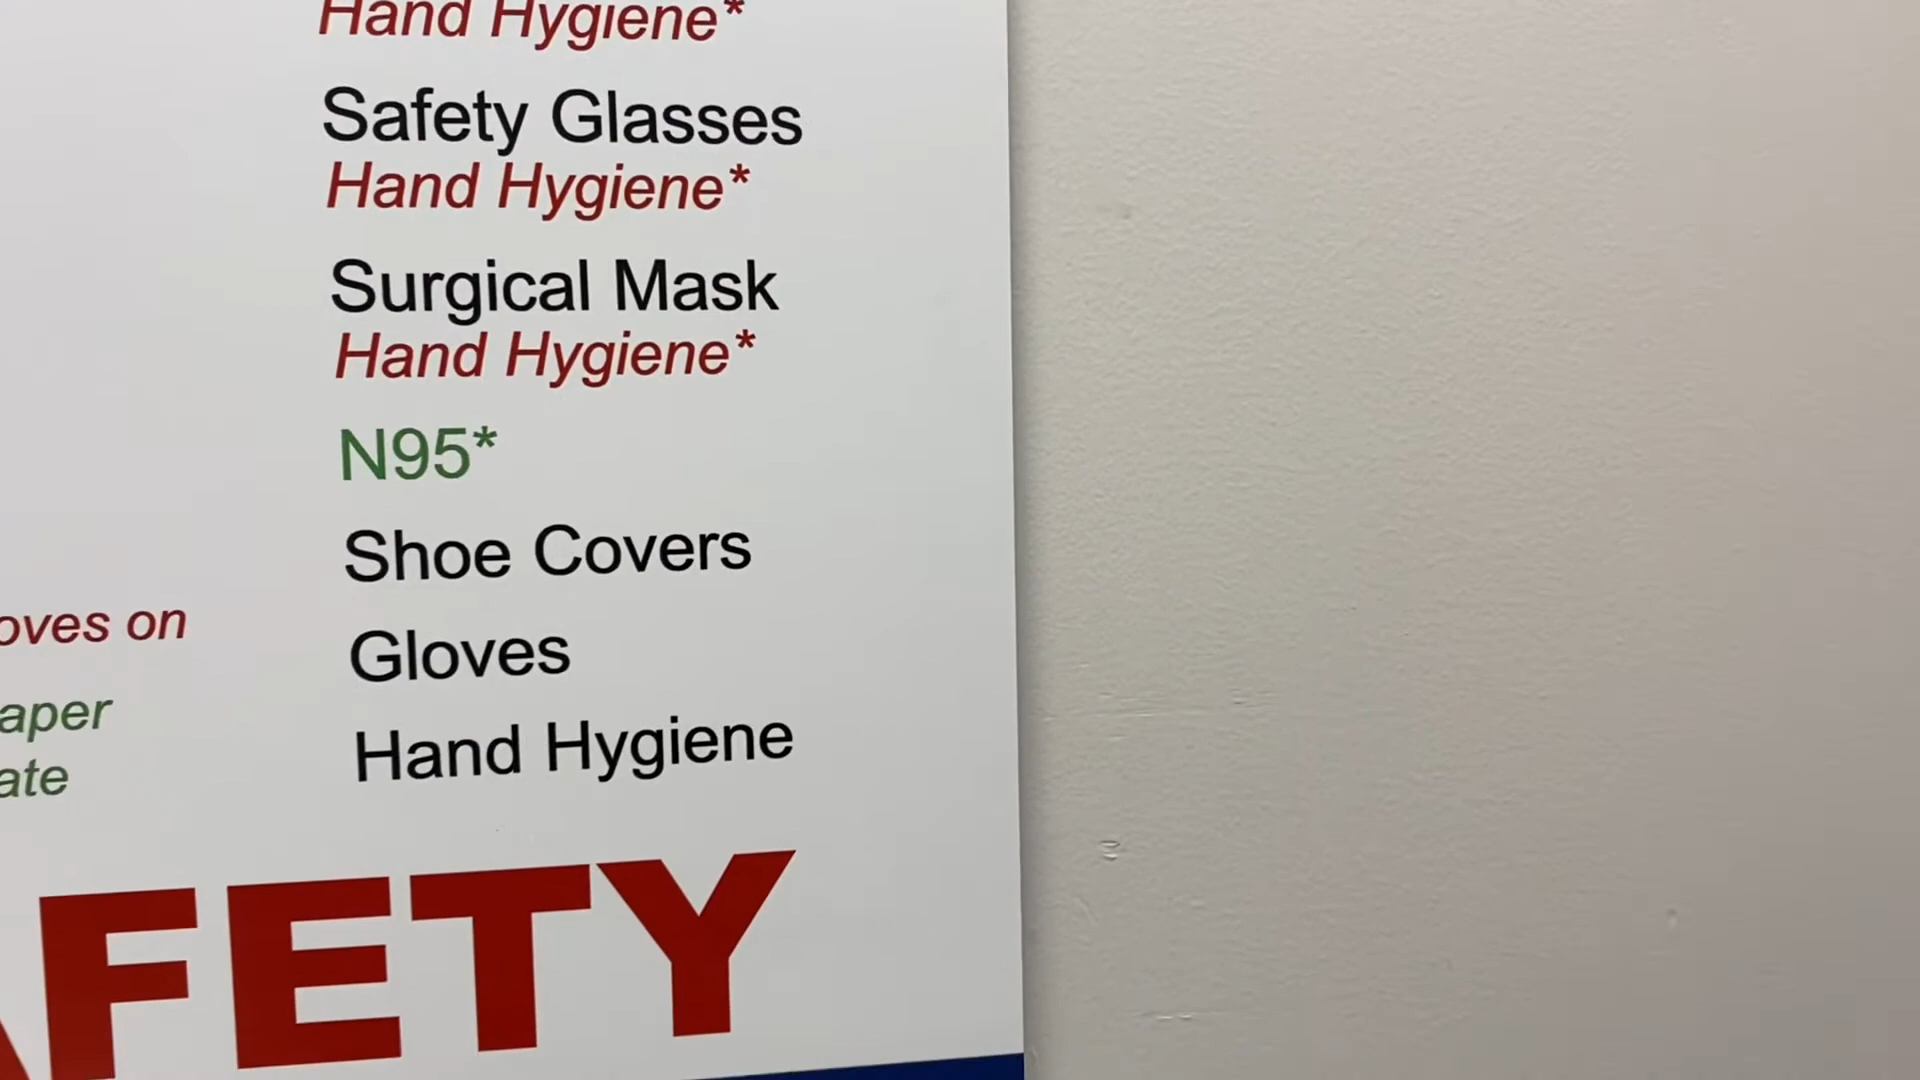 Hand Hygiene*
Safety Glasses
Hand Hygiene*
Surgical Mask
Hand Hygiene*
N95*
Shoe Covers
Gloves
Hand Hygiene
oves on
aper
ate
AFETY